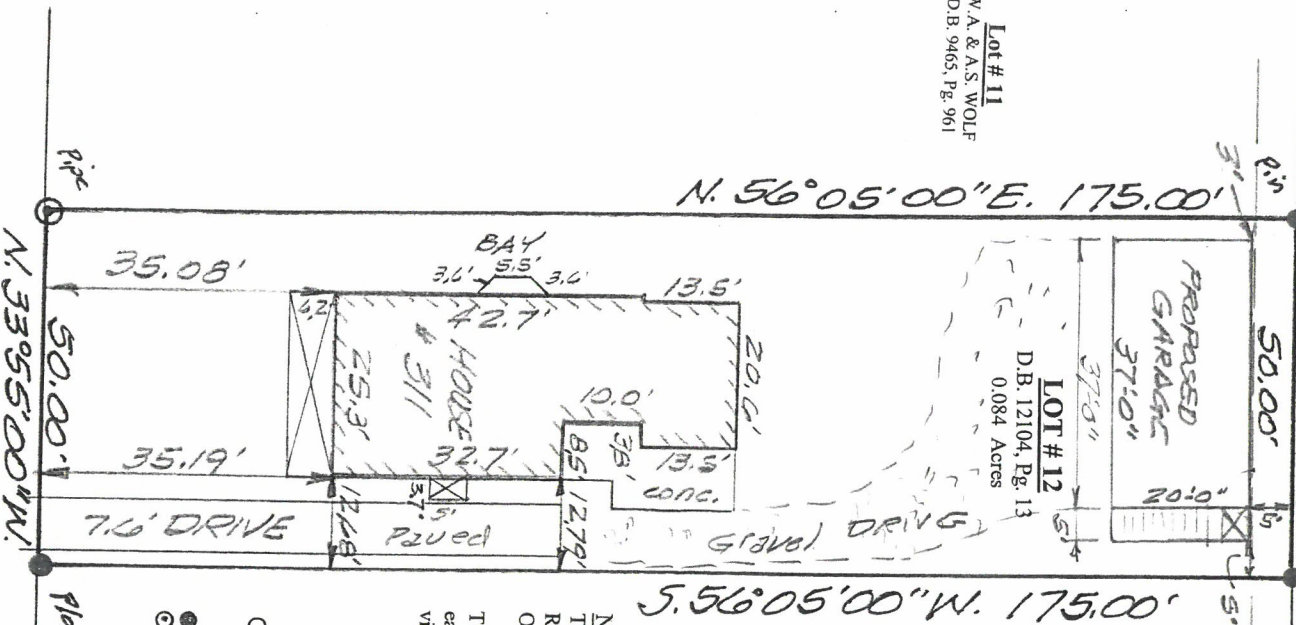 Lot # 11
W.A. & A.S. WOLF
D.B. 9465, Pg. 961
Pipe
Pin
3'
N. 56°05'00"E. 175.00'
35.08'
BAY
5.5'
3.6'
3.6'
13.5'
42.7'
HOUSE
# 311
25.3'
20.6'
10.0'
32.7'
8.5'
3.8'
13.5'
conc.
35.19'
3.7'
5'
7.6' DRIVE
Paved
12.68'
12.79'
Gravel DRIVE
LOT # 12
D.B. 12104, Pg. 13
0.084 Acres
PROPOSED
GARAGE
37'-0"
37'-0"
20'-0"
5'
5'
5'
50.00'
50.00'
N. 33°55'00"W.
S. 56°05'00"W. 175.00'